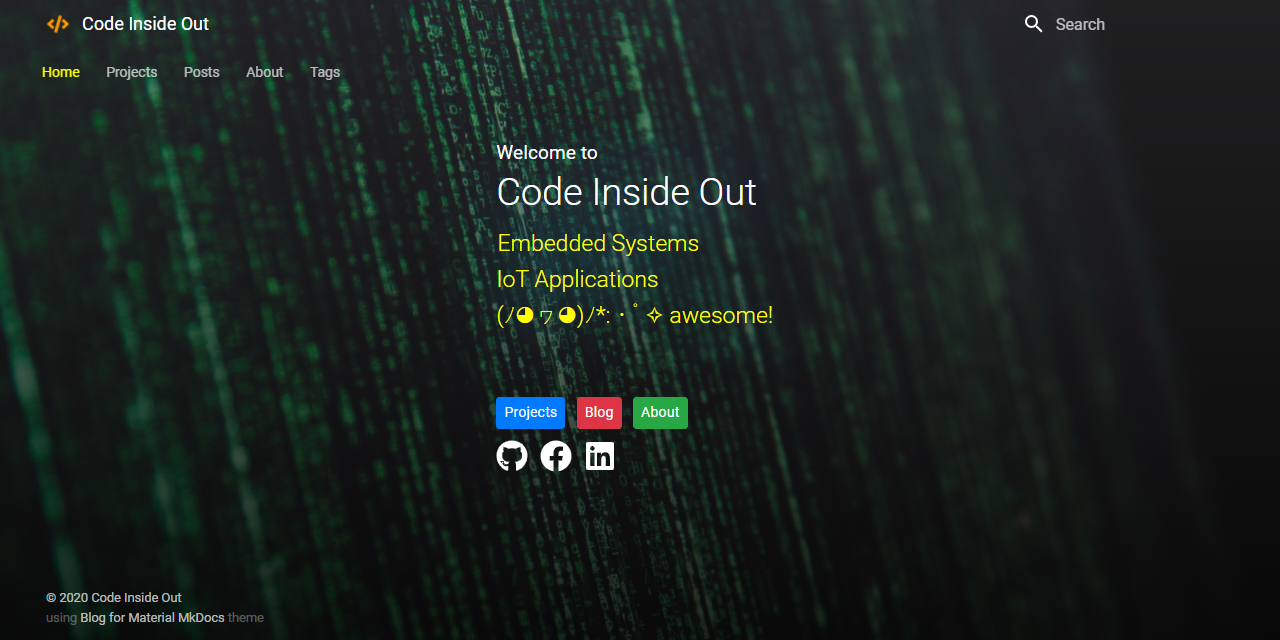 Code Inside Out
Search
Home Projects Posts About Tags
Welcome to
Code Inside Out
Embedded Systems
IoT Applications
(ﾉ◕ヮ◕)ﾉ*:・ﾟ✧ awesome!
Projects Blog About
© 2020 Code Inside Out
using Blog for Material MkDocs theme